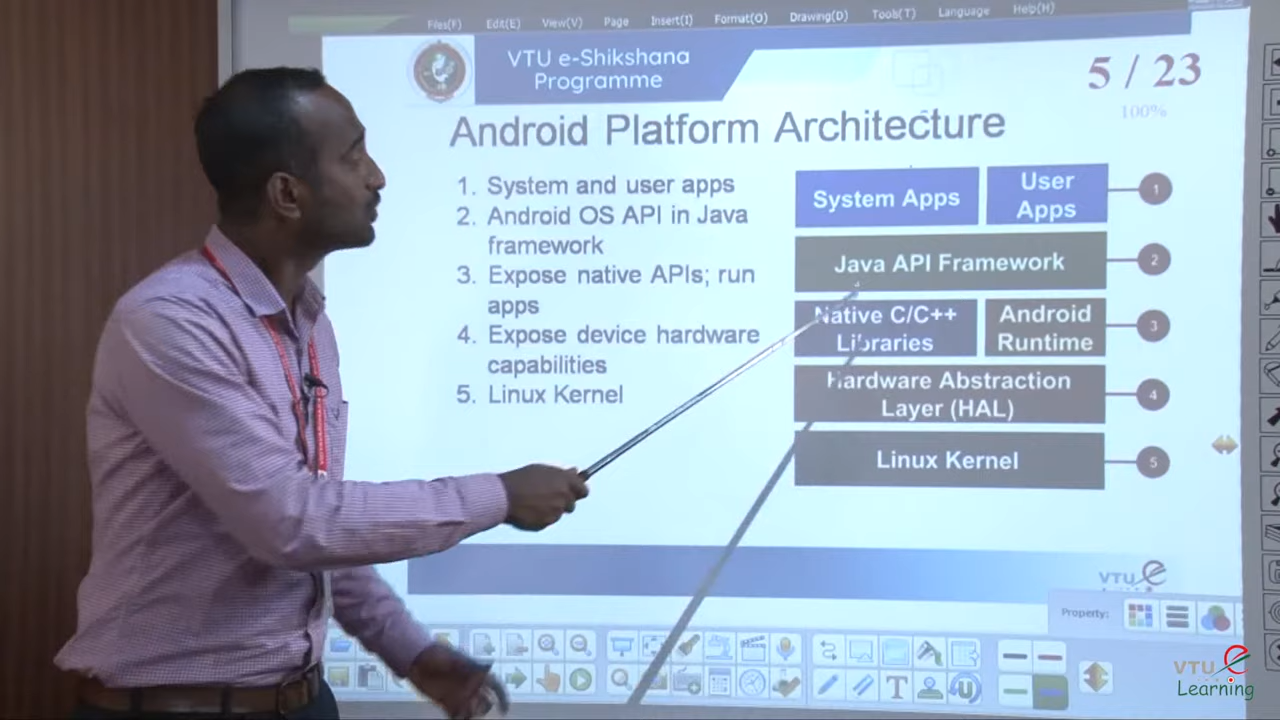 Files(F) Edit(E) View(V) Page Insert(I) Format(O) Drawing(D) Tools(T) Language Help(H)
VTU e-Shikshana
Programme
5 / 23
100%
Android Platform Architecture
1. System and user apps
2. Android OS API in Java
framework
3. Expose native APIs; run
apps
4. Expose device hardware
capabilities
5. Linux Kernel
System Apps
User
Apps
1
Java API Framework
2
Native C/C++
Libraries
Android
Runtime
3
Hardware Abstraction
Layer (HAL)
4
Linux Kernel
5
VTU e
Property:
T
VTU e
Learning